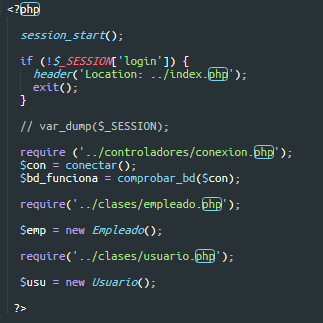 <?php
session_start();
if (!$_SESSION['login']) {
header('Location: ../index.php');
exit();
}
// var_dump($_SESSION);
require ('../controladores/conexion.php');
$con = conectar();
$bd_funciona = comprobar_bd($con);
require('../clases/empleado.php');
$emp = new Empleado();
require('../clases/usuario.php');
$usu = new Usuario();
?>